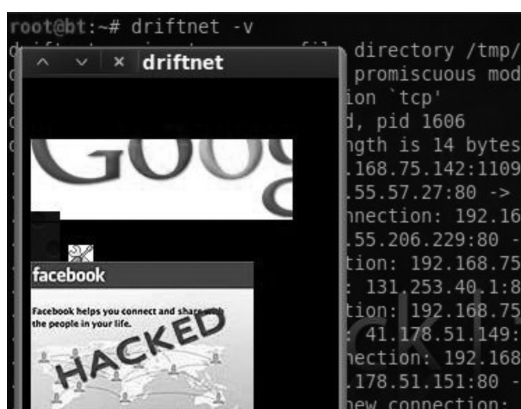 root@bt:~# driftnet -v
file directory /tmp/
driftnet
promiscuous mod
ion `tcp'
d, pid 1606
Goog
ngth is 14 bytes
.168.75.142:1109
.55.57.27:80 ->
nnection: 192.16
.55.206.229:80 -
facebook
tion: 192.168.75
: 131.253.40.1:8
Facebook helps you connect and share with
the people in your life.
tion: 192.168.75
HACKED
: 41.178.51.149:
nection: 192.168
.178.51.151:80 -
new connection: